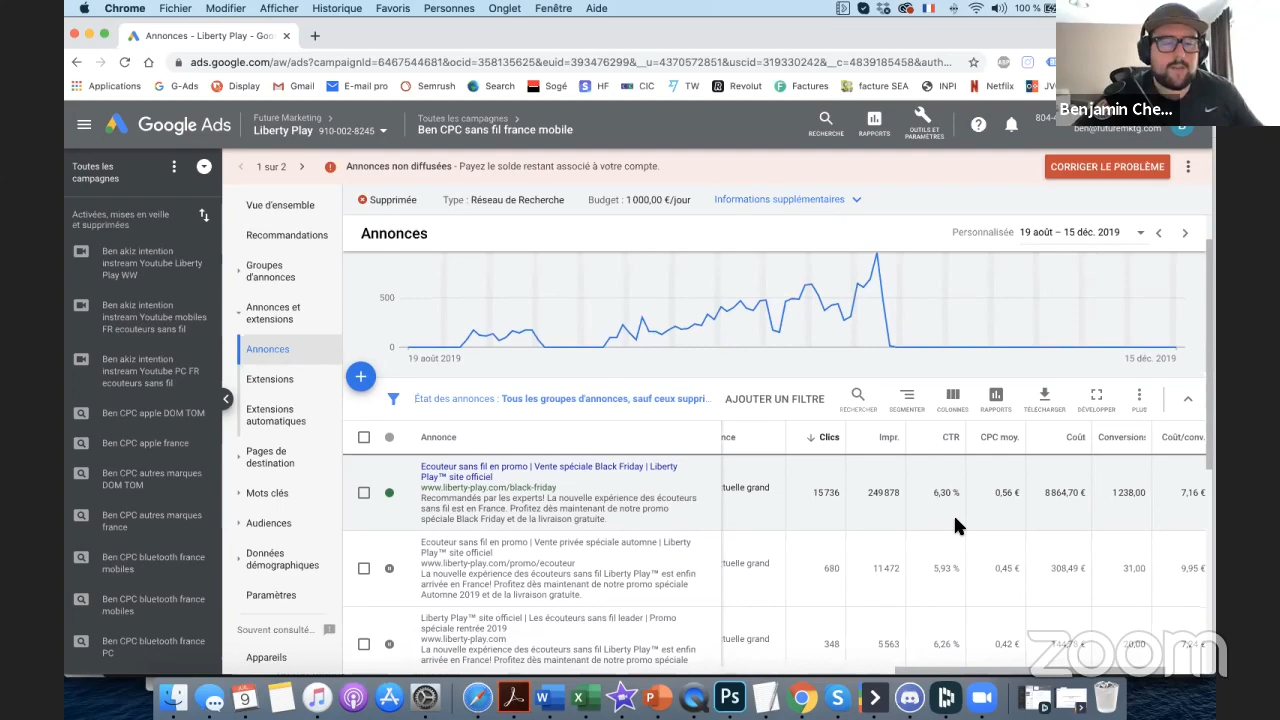 Chrome Fichier Modifier Afficher Historique Favoris Personnes Onglet Fenêtre Aide 100 %
Annonces - Liberty Play - Goo
ads.google.com/aw/ads?campaignId=6467544681&ocid=358135625&euid=393476299&__u=4370572851&uscid=319330242&__c=4839185458&auth...
Applications G-Ads Display Gmail E-mail pro Semrush Search Sogé HF CIC TW Revolut Factures facture SEA INPI Netflix JV
Benjamin Che...
Google Ads
Future Marketing
Liberty Play 910-002-8245
Toutes les campagnes
Ben CPC sans fil france mobile
RECHERCHE
RAPPORTS
OUTILS ET
PARAMÈTRES
804-
ben@futuremktg.com
Toutes les
campagnes
1 sur 2
Annonces non diffusées - Payez le solde restant associé à votre compte.
CORRIGER LE PROBLÈME
Activées, mises en veille
et supprimées
Ben akiz intention
instream Youtube Liberty
Play WW
Ben akiz intention
instream Youtube mobiles
FR ecouteurs sans fil
Ben akiz intention
instream Youtube PC FR
ecouteurs sans fil
Ben CPC apple DOM TOM
Ben CPC apple france
Ben CPC autres marques
DOM TOM
Ben CPC autres marques
france
Ben CPC bluetooth france
mobiles
Ben CPC bluetooth france
mobiles
Ben CPC bluetooth france
PC
Vue d'ensemble
Recommandations
Groupes
d'annonces
Annonces et
extensions
Annonces
Extensions
Extensions
automatiques
Pages de
destination
Mots clés
Audiences
Données
démographiques
Paramètres
Souvent consulté...
Appareils
Supprimée Type : Réseau de Recherche Budget : 1 000,00 €/jour Informations supplémentaires
Annonces
Personnalisée 19 août – 15 déc. 2019
500
0
19 août 2019 15 déc. 2019
État des annonces : Tous les groupes d'annonces, sauf ceux suppri... AJOUTER UN FILTRE
RECHERCHER SEGMENTER COLONNES RAPPORTS TÉLÉCHARGER DÉVELOPPER PLUS
Annonce nce Clics Impr. CTR CPC moy. Coût Conversions Coût/conv.
Ecouteur sans fil en promo | Vente spéciale Black Friday | Liberty
Play™ site officiel
www.liberty-play.com/black-friday
Recommandés par les experts! La nouvelle expérience des écouteurs
sans fil est en France. Profitez dès maintenant de notre promo
spéciale Black Friday et de la livraison gratuite.
tuelle grand 15 736 249 878 6,30 % 0,56 € 8 864,70 € 1 238,00 7,16 €
Ecouteur sans fil en promo | Vente privée spéciale automne | Liberty
Play™ site officiel
www.liberty-play.com/promo/ecouteur
La nouvelle expérience des écouteurs sans fil Liberty Play™ est enfin
arrivée en France! Profitez dès maintenant de notre promo spéciale
Automne 2019 et de la livraison gratuite.
tuelle grand 680 11 472 5,93 % 0,45 € 308,49 € 31,00 9,95 €
Liberty Play™ site officiel | Les écouteurs sans fil leader | Promo
spéciale rentrée 2019
www.liberty-play.com
La nouvelle expérience des écouteurs sans fil Liberty Play™ est enfin
arrivée en France! Profitez dès maintenant de notre promo spéciale
tuelle grand 348 5 563 6,26 % 0,42 €
zoom